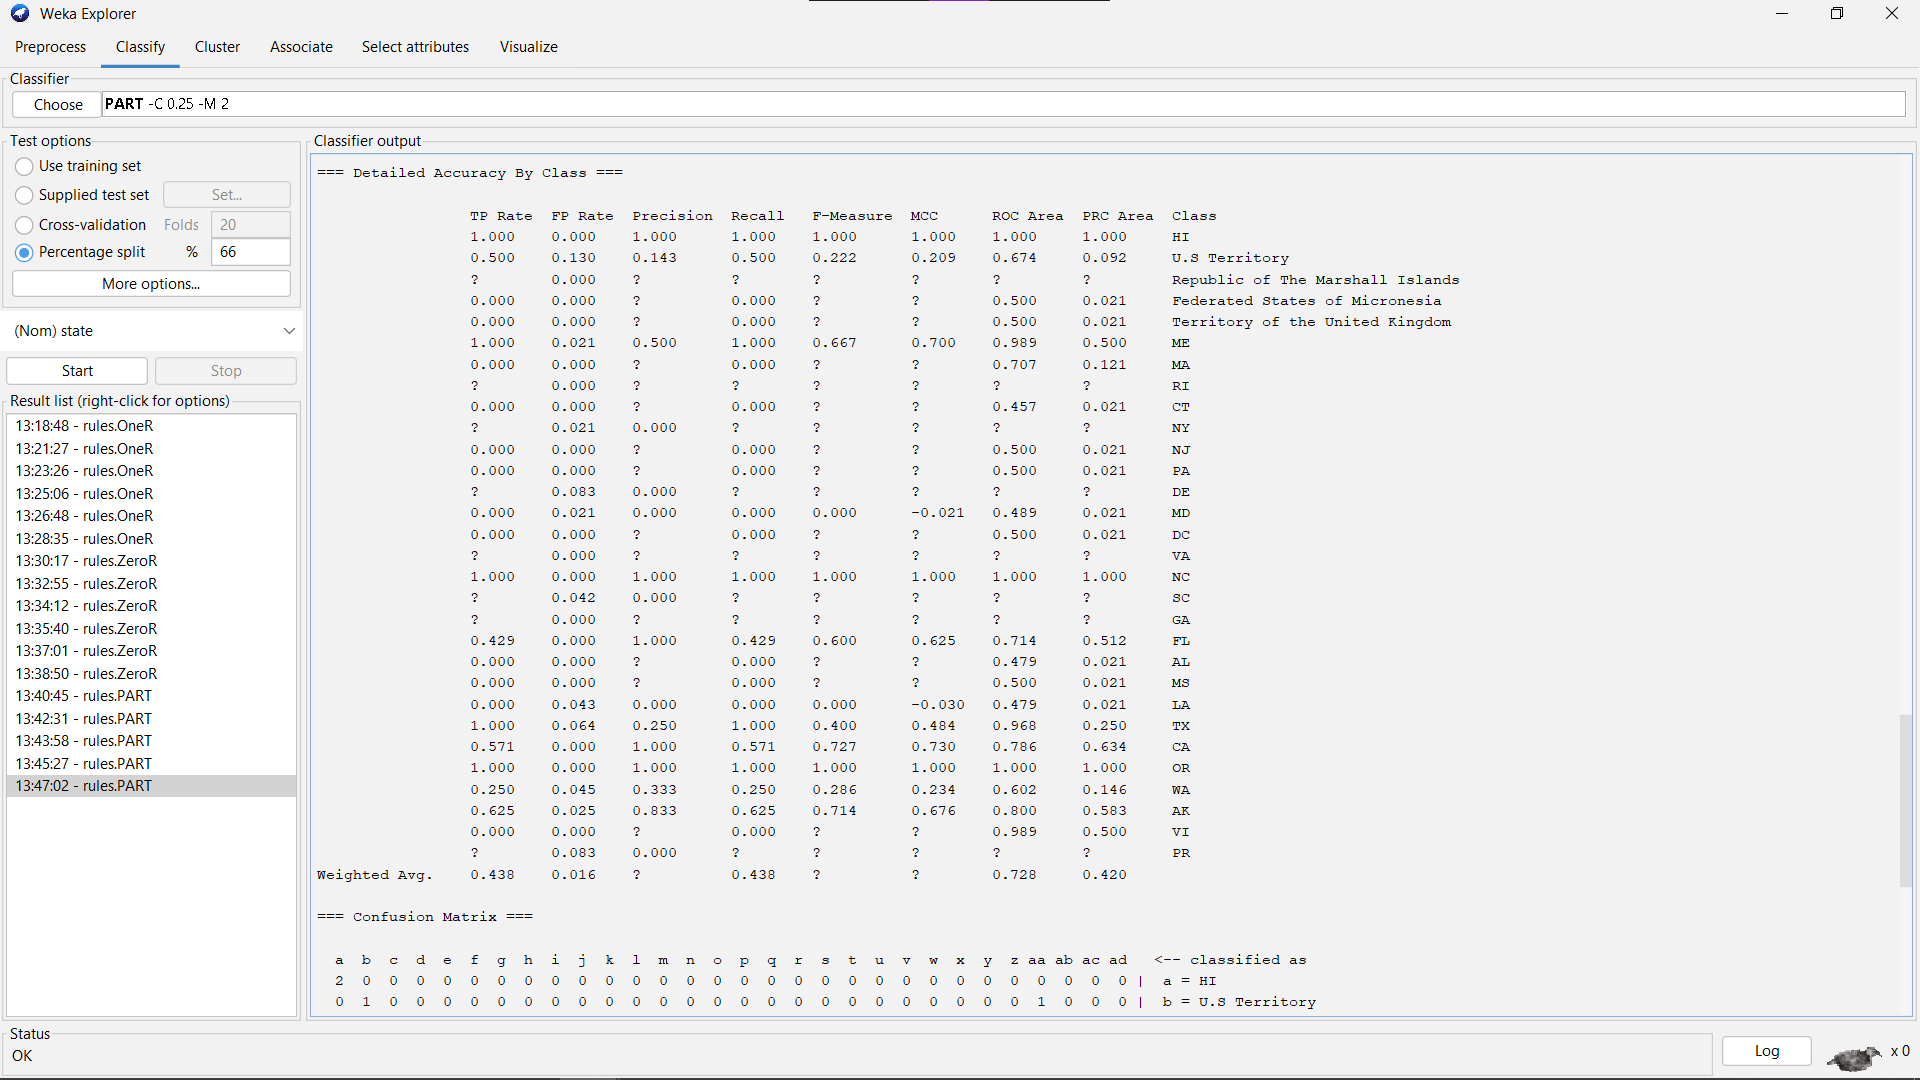 Weka Explorer
Preprocess Classify Cluster Associate Select attributes Visualize
Classifier
Choose PART -C 0.25 -M 2
Test options
Use training set
Supplied test set Set...
Cross-validation Folds 20
Percentage split % 66
More options...
(Nom) state
Start Stop
Result list (right-click for options)
13:18:48 - rules.OneR
13:21:27 - rules.OneR
13:23:26 - rules.OneR
13:25:06 - rules.OneR
13:26:48 - rules.OneR
13:28:35 - rules.OneR
13:30:17 - rules.ZeroR
13:32:55 - rules.ZeroR
13:34:12 - rules.ZeroR
13:35:40 - rules.ZeroR
13:37:01 - rules.ZeroR
13:38:50 - rules.ZeroR
13:40:45 - rules.PART
13:42:31 - rules.PART
13:43:58 - rules.PART
13:45:27 - rules.PART
13:47:02 - rules.PART
Classifier output
=== Detailed Accuracy By Class ===
TP Rate FP Rate Precision Recall F-Measure MCC ROC Area PRC Area Class
1.000 0.000 1.000 1.000 1.000 1.000 1.000 1.000 HI
0.500 0.130 0.143 0.500 0.222 0.209 0.674 0.092 U.S Territory
? 0.000 ? ? ? ? ? ? Republic of The Marshall Islands
0.000 0.000 ? 0.000 ? ? 0.500 0.021 Federated States of Micronesia
0.000 0.000 ? 0.000 ? ? 0.500 0.021 Territory of the United Kingdom
1.000 0.021 0.500 1.000 0.667 0.700 0.989 0.500 ME
0.000 0.000 ? 0.000 ? ? 0.707 0.121 MA
? 0.000 ? ? ? ? ? ? RI
0.000 0.000 ? 0.000 ? ? 0.457 0.021 CT
? 0.021 0.000 ? ? ? ? ? NY
0.000 0.000 ? 0.000 ? ? 0.500 0.021 NJ
0.000 0.000 ? 0.000 ? ? 0.500 0.021 PA
? 0.083 0.000 ? ? ? ? ? DE
0.000 0.021 0.000 0.000 0.000 -0.021 0.489 0.021 MD
0.000 0.000 ? 0.000 ? ? 0.500 0.021 DC
? 0.000 ? ? ? ? ? ? VA
1.000 0.000 1.000 1.000 1.000 1.000 1.000 1.000 NC
? 0.042 0.000 ? ? ? ? ? SC
? 0.000 ? ? ? ? ? ? GA
0.429 0.000 1.000 0.429 0.600 0.625 0.714 0.512 FL
0.000 0.000 ? 0.000 ? ? 0.479 0.021 AL
0.000 0.000 ? 0.000 ? ? 0.500 0.021 MS
0.000 0.043 0.000 0.000 0.000 -0.030 0.479 0.021 LA
1.000 0.064 0.250 1.000 0.400 0.484 0.968 0.250 TX
0.571 0.000 1.000 0.571 0.727 0.730 0.786 0.634 CA
1.000 0.000 1.000 1.000 1.000 1.000 1.000 1.000 OR
0.250 0.045 0.333 0.250 0.286 0.234 0.602 0.146 WA
0.625 0.025 0.833 0.625 0.714 0.676 0.800 0.583 AK
0.000 0.000 ? 0.000 ? ? 0.989 0.500 VI
? 0.083 0.000 ? ? ? ? ? PR
Weighted Avg. 0.438 0.016 ? 0.438 ? ? 0.728 0.420
=== Confusion Matrix ===
a b c d e f g h i j k l m n o p q r s t u v w x y z aa ab ac ad <-- classified as
2 0 0 0 0 0 0 0 0 0 0 0 0 0 0 0 0 0 0 0 0 0 0 0 0 0 0 0 0 0 | a = HI
0 1 0 0 0 0 0 0 0 0 0 0 0 0 0 0 0 0 0 0 0 0 0 0 0 0 1 0 0 0 | b = U.S Territory
Status
OK
Log x 0